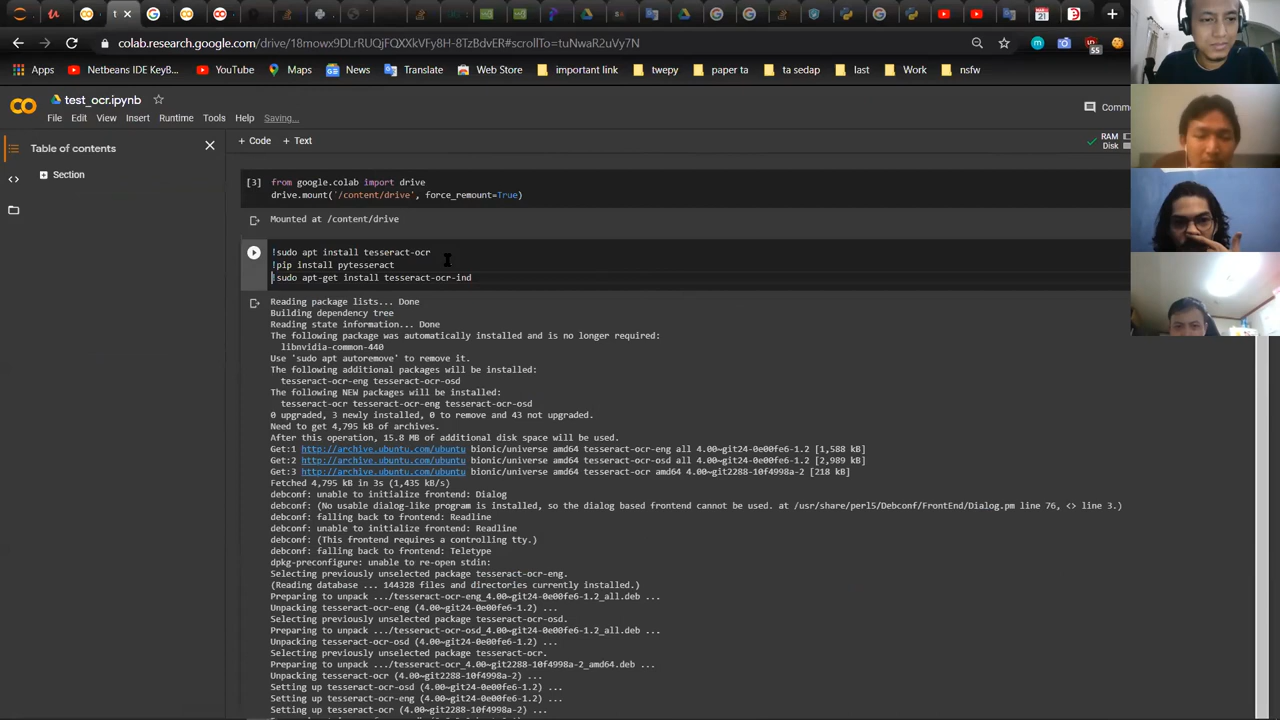 colab.research.google.com/drive/18mowx9DLrRUQjFQXXkVFy8H-8TzBdvER#scrollTo=tuNwaR2uVy7N
55
Apps
Netbeans IDE KeyB...
YouTube
Maps
News
Translate
Web Store
important link
twepy
paper ta
ta sedap
last
Work
nsfw
test_ocr.ipynb
Comme
File Edit View Insert Runtime Tools Help Saving...
+ Code + Text
RAM
Disk
Table of contents
Section
[3]
from google.colab import drive
drive.mount('/content/drive', force_remount=True)
Mounted at /content/drive
!sudo apt install tesseract-ocr
!pip install pytesseract
!sudo apt-get install tesseract-ocr-ind
Reading package lists... Done
Building dependency tree
Reading state information... Done
The following package was automatically installed and is no longer required:
libnvidia-common-440
Use 'sudo apt autoremove' to remove it.
The following additional packages will be installed:
tesseract-ocr-eng tesseract-ocr-osd
The following NEW packages will be installed:
tesseract-ocr tesseract-ocr-eng tesseract-ocr-osd
0 upgraded, 3 newly installed, 0 to remove and 43 not upgraded.
Need to get 4,795 kB of archives.
After this operation, 15.8 MB of additional disk space will be used.
Get:1 http://archive.ubuntu.com/ubuntu bionic/universe amd64 tesseract-ocr-eng all 4.00~git24-0e00fe6-1.2 [1,588 kB]
Get:2 http://archive.ubuntu.com/ubuntu bionic/universe amd64 tesseract-ocr-osd all 4.00~git24-0e00fe6-1.2 [2,989 kB]
Get:3 http://archive.ubuntu.com/ubuntu bionic/universe amd64 tesseract-ocr amd64 4.00~git2288-10f4998a-2 [218 kB]
Fetched 4,795 kB in 3s (1,435 kB/s)
debconf: unable to initialize frontend: Dialog
debconf: (No usable dialog-like program is installed, so the dialog based frontend cannot be used. at /usr/share/perl5/Debconf/FrontEnd/Dialog.pm line 76, <> line 3.)
debconf: falling back to frontend: Readline
debconf: unable to initialize frontend: Readline
debconf: (This frontend requires a controlling tty.)
debconf: falling back to frontend: Teletype
dpkg-preconfigure: unable to re-open stdin:
Selecting previously unselected package tesseract-ocr-eng.
(Reading database ... 144328 files and directories currently installed.)
Preparing to unpack .../tesseract-ocr-eng_4.00~git24-0e00fe6-1.2_all.deb ...
Unpacking tesseract-ocr-eng (4.00~git24-0e00fe6-1.2) ...
Selecting previously unselected package tesseract-ocr-osd.
Preparing to unpack .../tesseract-ocr-osd_4.00~git24-0e00fe6-1.2_all.deb ...
Unpacking tesseract-ocr-osd (4.00~git24-0e00fe6-1.2) ...
Selecting previously unselected package tesseract-ocr.
Preparing to unpack .../tesseract-ocr_4.00~git2288-10f4998a-2_amd64.deb ...
Unpacking tesseract-ocr (4.00~git2288-10f4998a-2) ...
Setting up tesseract-ocr-osd (4.00~git24-0e00fe6-1.2) ...
Setting up tesseract-ocr-eng (4.00~git24-0e00fe6-1.2) ...
Setting up tesseract-ocr (4.00~git2288-10f4998a-2) ...